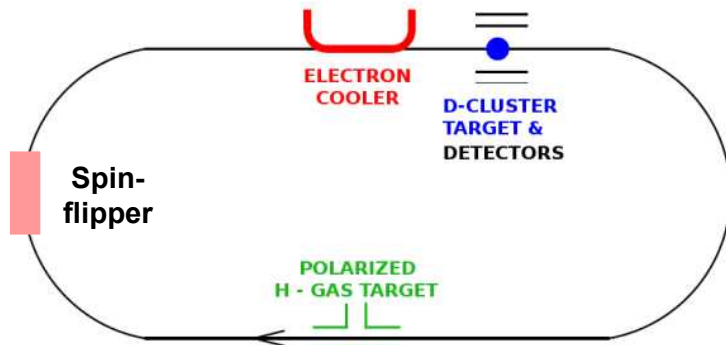 ELECTRON
COOLER
D-CLUSTER
TARGET &
DETECTORS
Spin-
flipper
POLARIZED
H - GAS TARGET